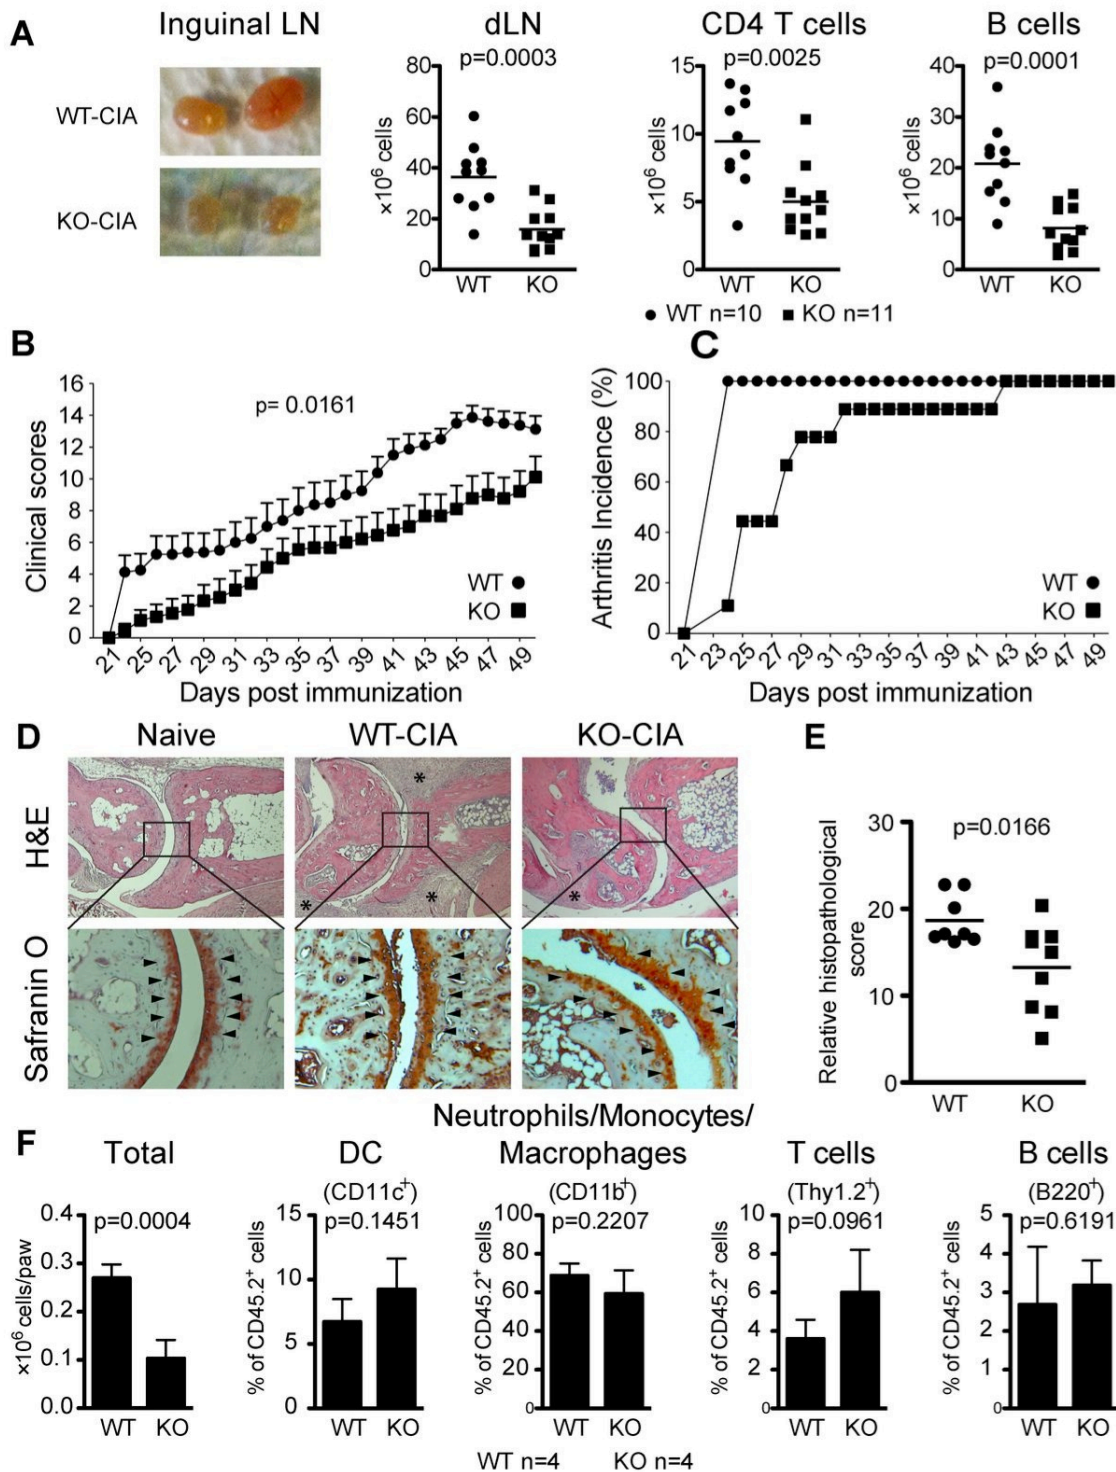 A
Inguinal LN
WT-CIA
KO-CIA
dLN
p=0.0003
×10⁶ cells
80
60
40
20
0
WT KO
CD4 T cells
p=0.0025
×10⁶ cells
15
10
5
0
WT KO
B cells
p=0.0001
×10⁶ cells
40
30
20
10
0
WT KO
● WT n=10 ■ KO n=11
B
Clinical scores
16
14
12
10
8
6
4
2
0
p= 0.0161
WT ●
KO ■
21 25 27 29 31 33 35 37 39 41 43 45 47 49
Days post immunization
C
Arthritis Incidence (%)
100
80
60
40
20
0
WT ●
KO ■
21 23 25 27 29 31 33 35 37 39 41 43 45 47 49
Days post immunization
D
Naive WT-CIA KO-CIA
H&E
* * *
*
Safranin O
E
p=0.0166
Relative histopathological
score
30
20
10
0
WT KO
F
Total
p=0.0004
×10⁶ cells/paw
0.4
0.3
0.2
0.1
0.0
WT KO
DC
(CD11c⁺)
p=0.1451
% of CD45.2⁺ cells
15
10
5
0
WT KO
Neutrophils/Monocytes/
Macrophages
(CD11b⁺)
p=0.2207
% of CD45.2⁺ cells
100
80
60
40
20
0
WT KO
T cells
(Thy1.2⁺)
p=0.0961
% of CD45.2⁺ cells
10
8
6
4
2
0
WT KO
B cells
(B220⁺)
p=0.6191
% of CD45.2⁺ cells
5
4
3
2
1
0
WT KO
WT n=4 KO n=4